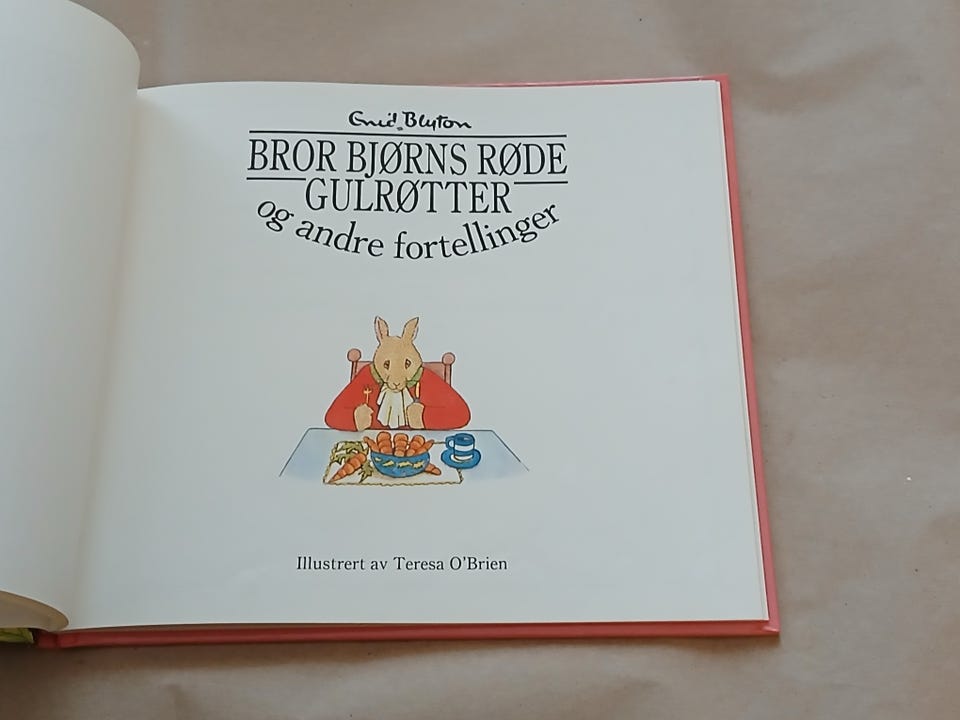 Enid Blyton
BROR BJØRNS RØDE
GULRØTTER
og andre fortellinger
Illustrert av Teresa O'Brien